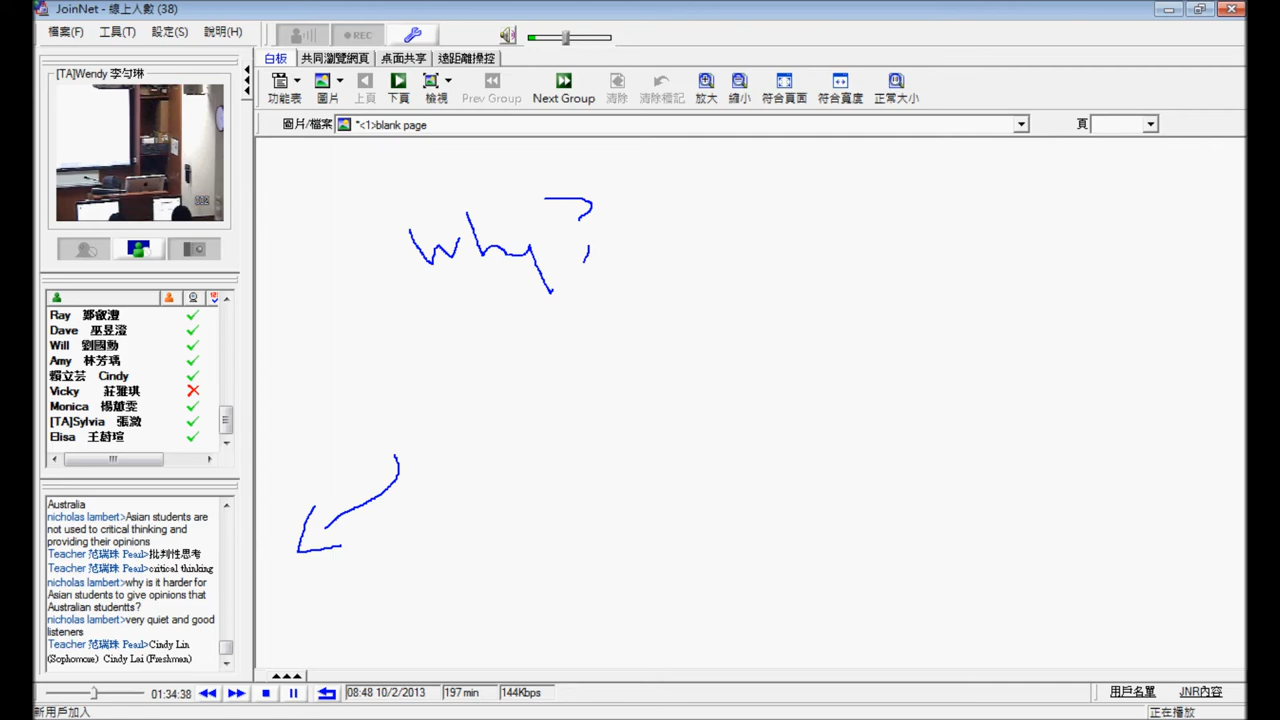 JoinNet - 線上人數 (38)
檔案(F) 工具(T) 設定(S) 說明(H)
REC
[TA]Wendy 李勻琳
白板 共同瀏覽網頁 桌面共享 遠距離操控
功能表 圖片 上頁 下頁 檢視 Prev Group Next Group 清除 清除標記 放大 縮小 符合頁面 符合寬度 正常大小
圖片/檔案 *<1>blank page 頁
why?
Ray 鄭叡澧
Dave 巫昱澄
Will 劉國勳
Amy 林芳瑀
賴立芸 Cindy
Vicky 莊雅琪
Monica 楊蕙雯
[TA]Sylvia 張澂
Elisa 王蔚瑄
Australia
nicholas lambert>Asian students are
not used to critical thinking and
providing their opinions
Teacher 范瑞珠 Pearl>批判性思考
Teacher 范瑞珠 Pearl>critical thinking
nicholas lambert>why is it harder for
Asian students to give opinions that
Australian studentts?
nicholas lambert>very quiet and good
listeners
Teacher 范瑞珠 Pearl>Cindy Lin
(Sophomose) Cindy Lai (Freshman)
01:34:38 08:48 10/2/2013 197 min 144Kbps 用戶名單 JNR內容
新用戶加入 正在播放